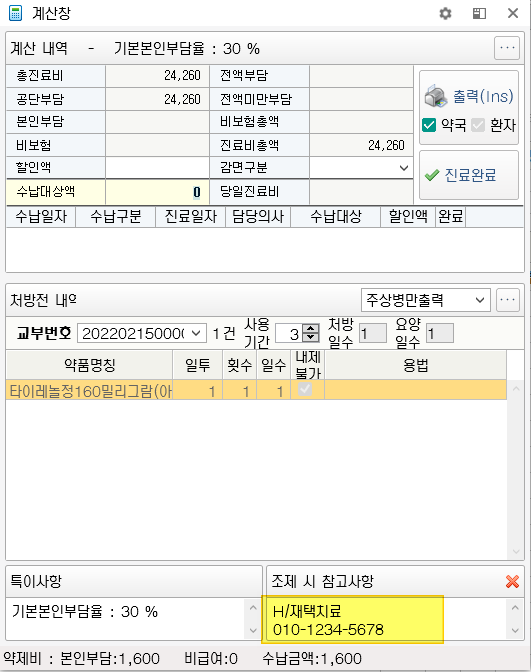 계산창
계산 내역 - 기본본인부담율 : 30 %
총진료비 24,260 전액부담
공단부담 24,260 전액미만부담
본인부담 비보험총액
비보험 진료비총액 24,260
할인액 감면구분
수납대상액 0 당일진료비
출력(Ins)
약국 환자
진료완료
수납일자 수납구분 진료일자 담당의사 수납대상 할인액 완료
처방전 내역 주상병만출력
교부번호 202202150000 1 건 사용기간 3 처방일수 1 요양일수 1
약품명칭 일투 횟수 일수 내제불가 용법
타이레놀정160밀리그람(아 1 1 1
특이사항
기본본인부담율 : 30 %
조제 시 참고사항
H/재택치료
010-1234-5678
약제비 : 본인부담:1,600 비급여:0 수납금액:1,600